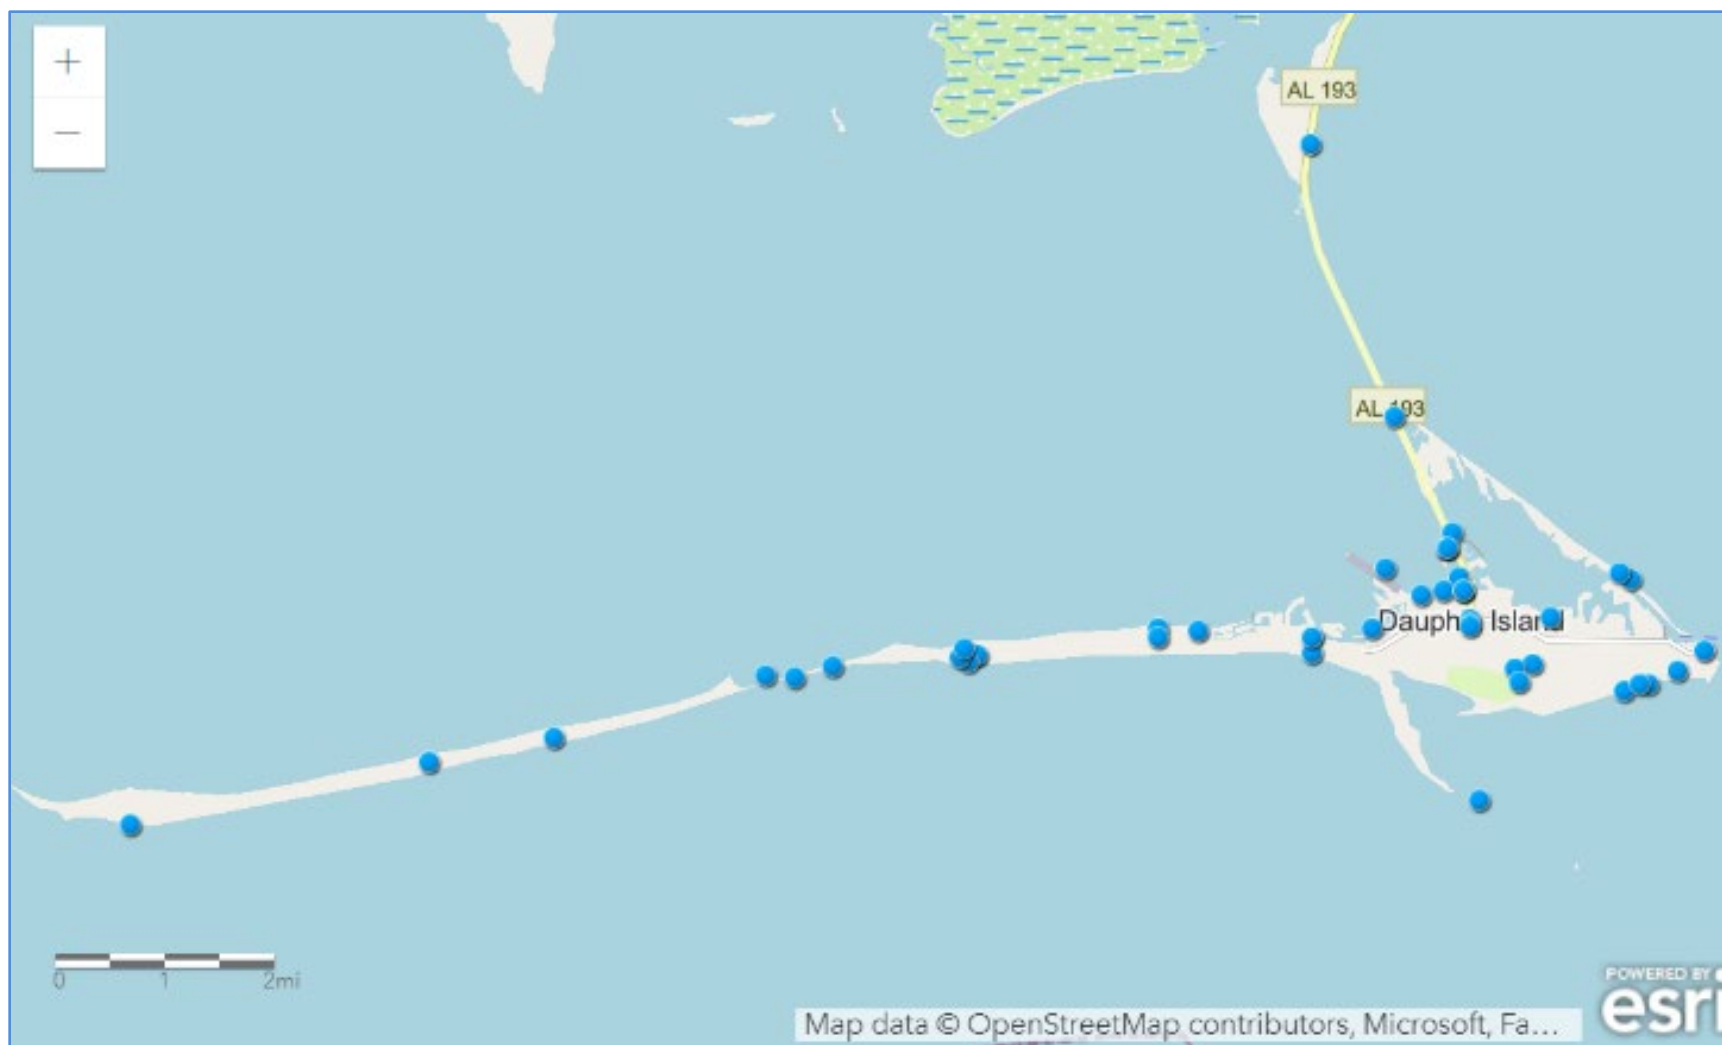 +
AL 193
−
AL 193
Dauphin Island
0 1 2mi
POWERED BY
esri
Map data © OpenStreetMap contributors, Microsoft, Fa...